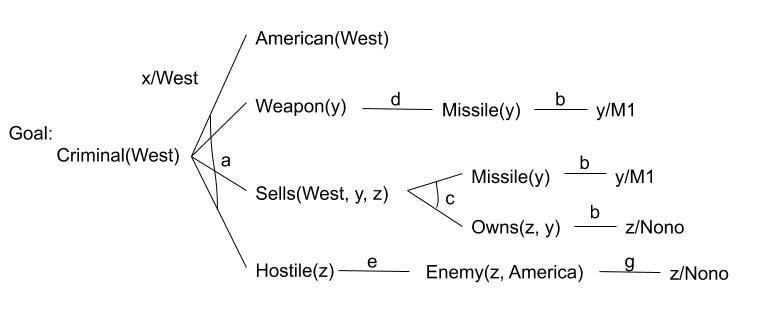 American(West)
x/West
Weapon(y) d Missile(y) b y/M1
Goal:
Criminal(West) a
Sells(West, y, z) c Missile(y) b y/M1
Owns(z, y) b z/Nono
Hostile(z) e Enemy(z, America) g z/Nono